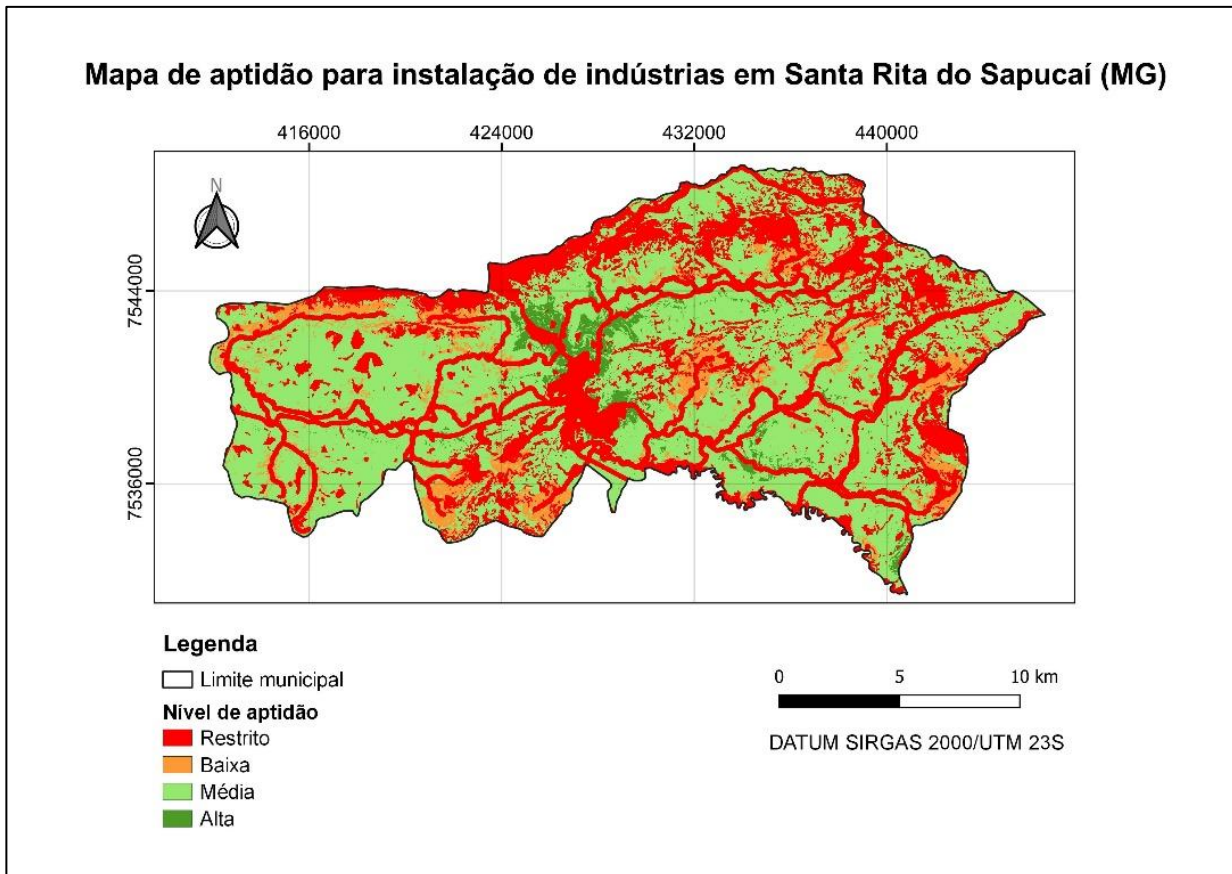 Mapa de aptidão para instalação de indústrias em Santa Rita do Sapucaí (MG)
416000 424000 432000 440000
N
7544000
7536000
Legenda
Limite municipal
Nível de aptidão
Restrito
Baixa
Média
Alta
0 5 10 km
DATUM SIRGAS 2000/UTM 23S